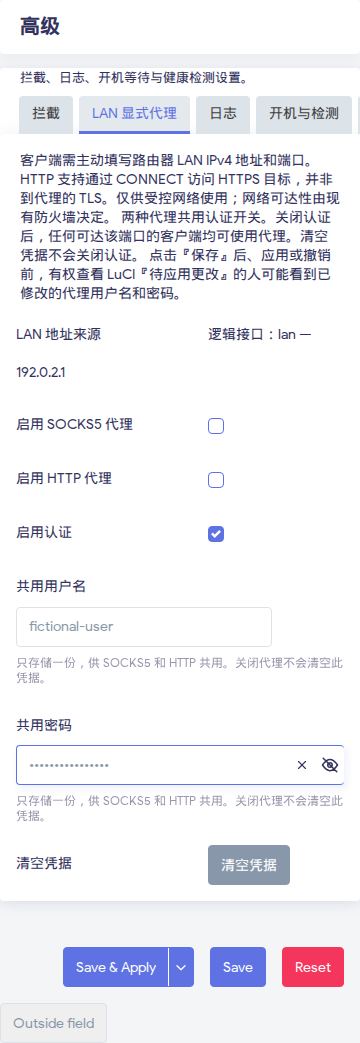 高级
拦截、日志、开机等待与健康检测设置。
拦截
LAN 显式代理
日志
开机与检测
客户端需主动填写路由器 LAN IPv4 地址和端口。
HTTP 支持通过 CONNECT 访问 HTTPS 目标，并非
到代理的 TLS。仅供受控网络使用；网络可达性由现
有防火墙决定。 两种代理共用认证开关。关闭认证
后，任何可达该端口的客户端均可使用代理。清空
凭据不会关闭认证。 点击『保存』后、应用或撤销
前，有权查看 LuCI『待应用更改』的人可能看到已
修改的代理用户名和密码。
LAN 地址来源
逻辑接口：lan —
192.0.2.1
启用 SOCKS5 代理
启用 HTTP 代理
启用认证
共用用户名
fictional-user
只存储一份，供 SOCKS5 和 HTTP 共用。关闭代理不会清空此
凭据。
共用密码
••••••••••••••••
只存储一份，供 SOCKS5 和 HTTP 共用。关闭代理不会清空此
凭据。
清空凭据
清空凭据
Save & Apply
Save
Reset
Outside field